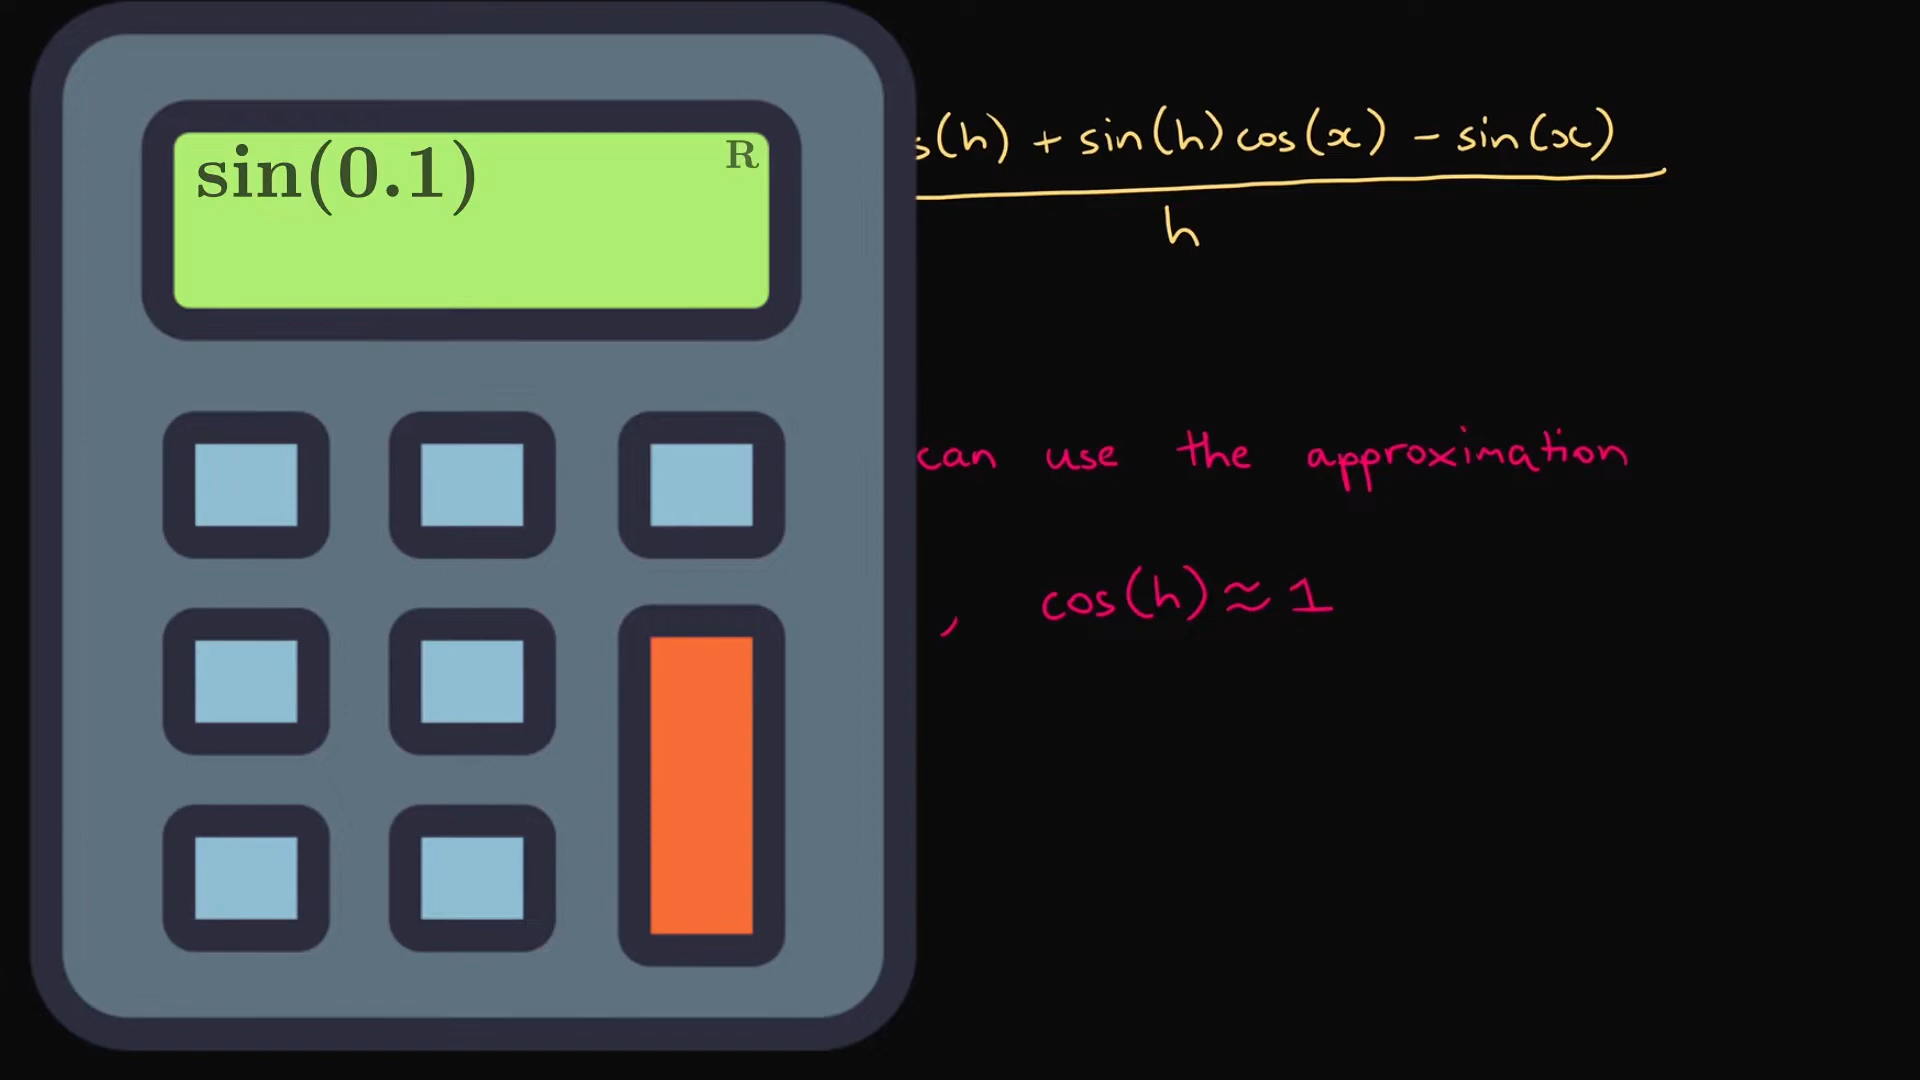 sin(0.1) R
s(h) + sin(h) cos(x) - sin(x)
h
can use the approximation
, cos(h) ≈ 1